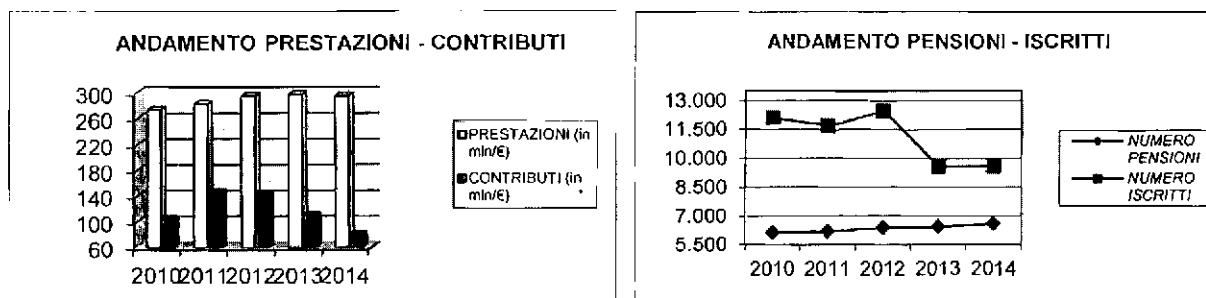 ANDAMENTO PRESTAZIONI - CONTRIBUTI
300
260
220
180
140
100
60
2010 2011 2012 2013 2014
PRESTAZIONI (in
mln/€)
CONTRIBUTI (in
mln/€)
ANDAMENTO PENSIONI - ISCRITTI
13.000
11.500
10.000
8.500
7.000
5.500
2010 2011 2012 2013 2014
NUMERO
PENSIONI
NUMERO
ISCRITTI